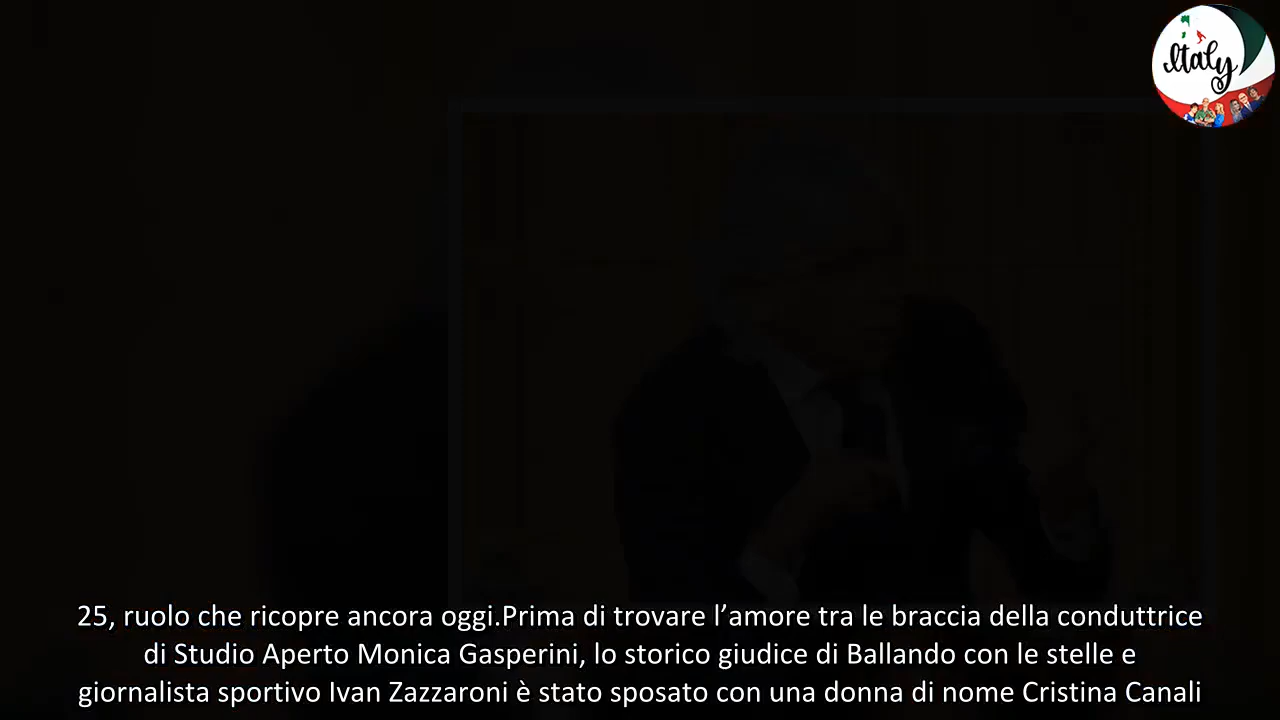 Italy
25, ruolo che ricopre ancora oggi.Prima di trovare l’amore tra le braccia della conduttrice
di Studio Aperto Monica Gasperini, lo storico giudice di Ballando con le stelle e
giornalista sportivo Ivan Zazzaroni è stato sposato con una donna di nome Cristina Canali